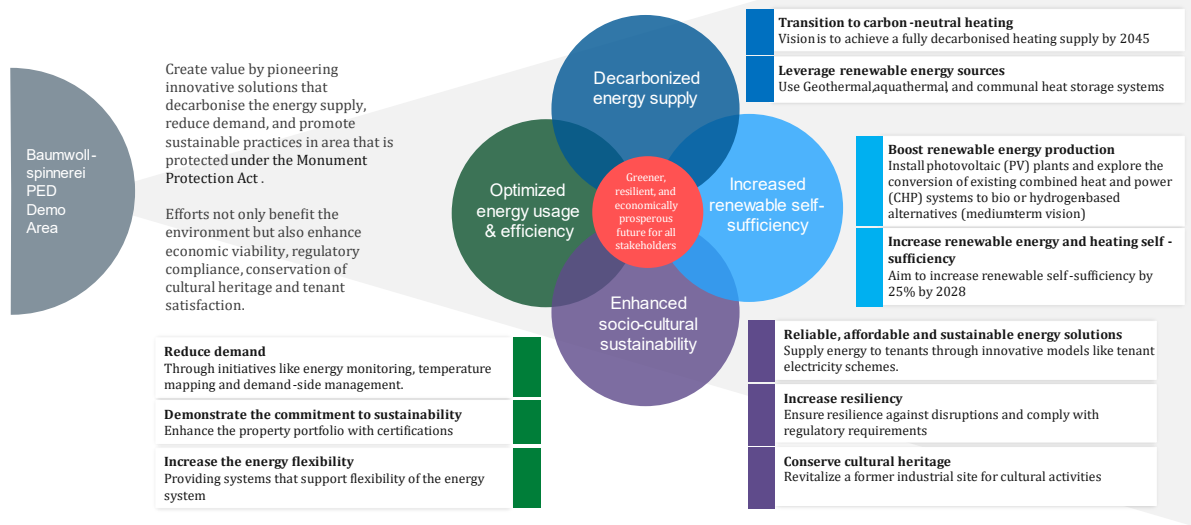 Baumwoll-
spinnerei
PED
Demo
Area
Create value by pioneering
innovative solutions that
decarbonise the energy supply,
reduce demand, and promote
sustainable practices in area that is
protected under the Monument
Protection Act .
Efforts not only benefit the
environment but also enhance
economic viability, regulatory
compliance, conservation of
cultural heritage and tenant
satisfaction.
Decarbonized
energy supply
Optimized
energy usage
& efficiency
Greener,
resilient, and
economically
prosperous
future for all
stakeholders
Increased
renewable self-
sufficiency
Enhanced
socio-cultural
sustainability
Transition to carbon-neutral heating
Vision is to achieve a fully decarbonised heating supply by 2045
Leverage renewable energy sources
Use Geothermal,aquathermal, and communal heat storage systems
Boost renewable energy production
Install photovoltaic (PV) plants and explore the
conversion of existing combined heat and power
(CHP) systems to bio or hydrogenbased
alternatives (mediumterm vision)
Increase renewable energy and heating self -
sufficiency
Aim to increase renewable self-sufficiency by
25% by 2028
Reliable, affordable and sustainable energy solutions
Supply energy to tenants through innovative models like tenant
electricity schemes.
Increase resiliency
Ensure resilience against disruptions and comply with
regulatory requirements
Conserve cultural heritage
Revitalize a former industrial site for cultural activities
Reduce demand
Through initiatives like energy monitoring, temperature
mapping and demand-side management.
Demonstrate the commitment to sustainability
Enhance the property portfolio with certifications
Increase the energy flexibility
Providing systems that support flexibility of the energy
system